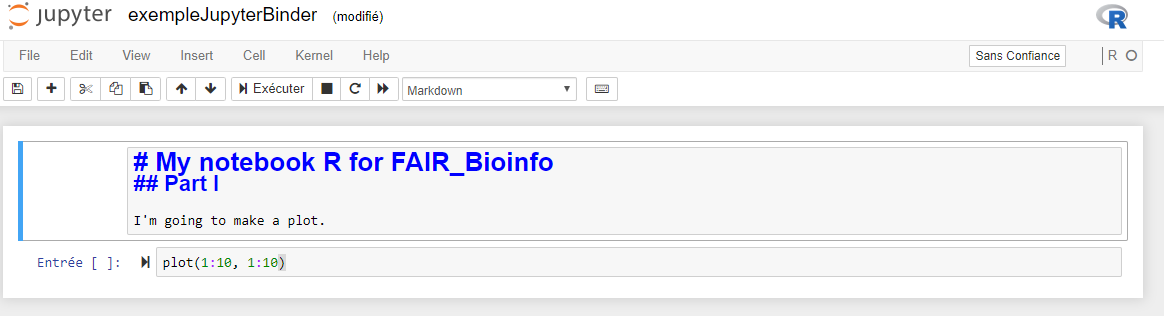 jupyter exempleJupyterBinder (modifié)
R
File Edit View Insert Cell Kernel Help Sans Confiance R
Exécuter Markdown
# My notebook R for FAIR_Bioinfo
## Part I
I'm going to make a plot.
Entrée [ ]: plot(1:10, 1:10)